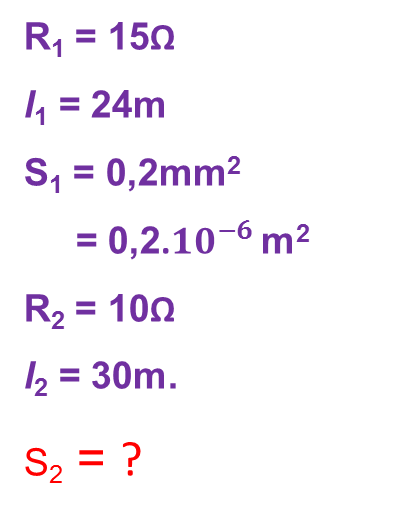 R₁ = 15Ω
l₁ = 24m
S₁ = 0,2mm²
= 0,2.10⁻⁶ m²
R₂ = 10Ω
l₂ = 30m.
S₂ = ?